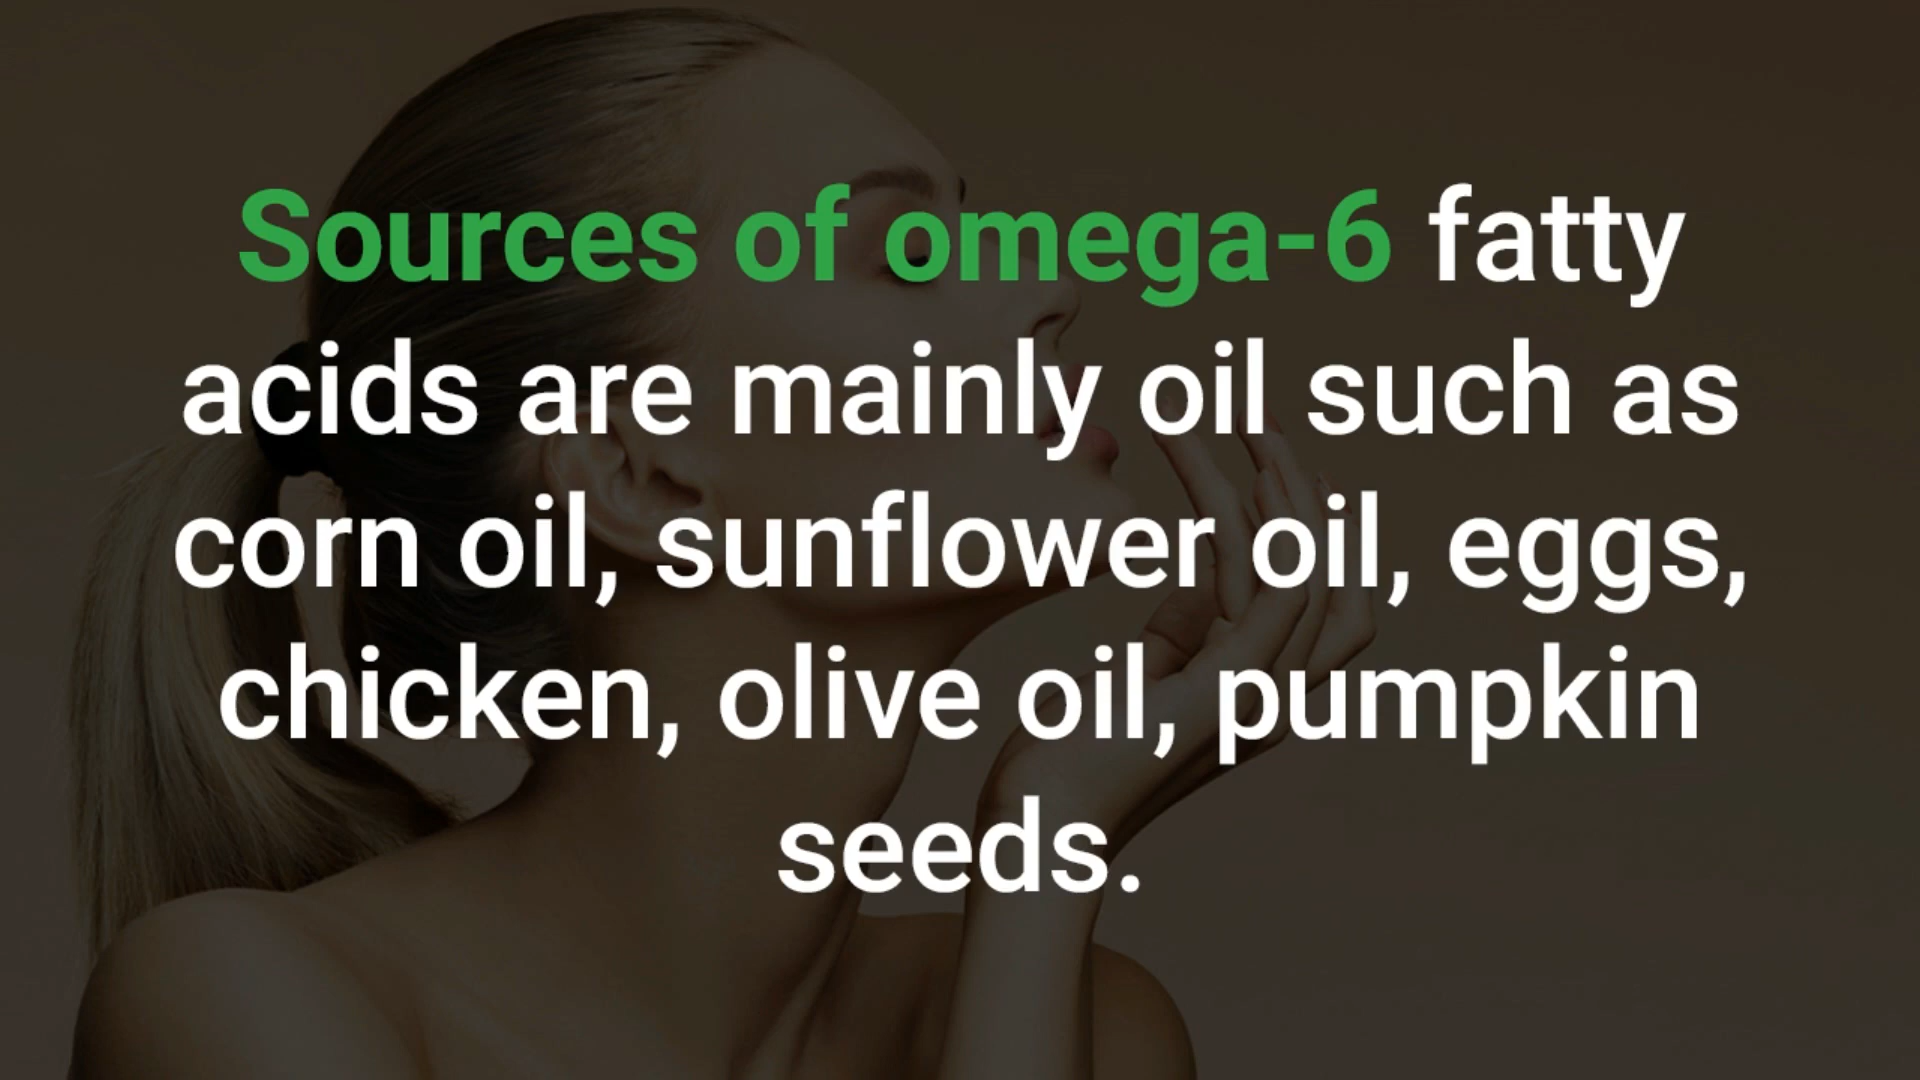 Sources of omega-6 fatty
acids are mainly oil such as
corn oil, sunflower oil, eggs,
chicken, olive oil, pumpkin
seeds.